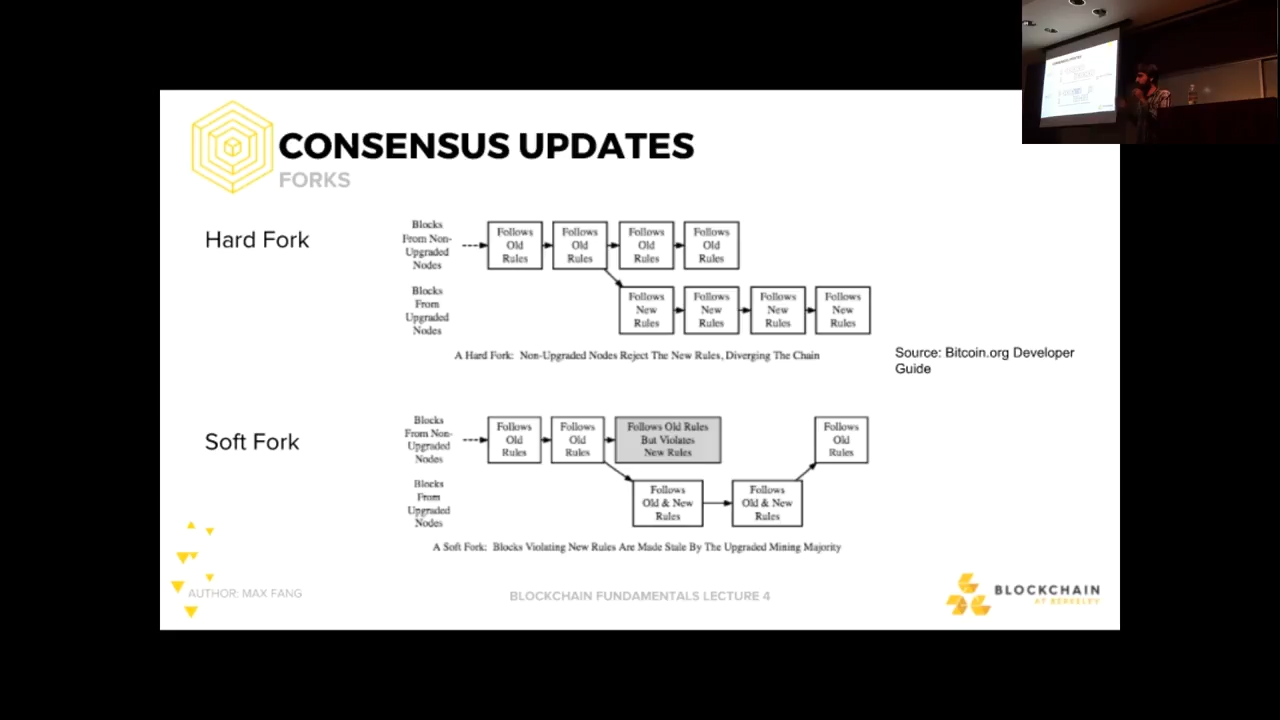 CONSENSUS UPDATES
FORKS
Hard Fork
Blocks
From Non-
Upgraded
Nodes
Follows
Old
Rules
Follows
Old
Rules
Follows
Old
Rules
Follows
Old
Rules
Blocks
From
Upgraded
Nodes
Follows
New
Rules
Follows
New
Rules
Follows
New
Rules
Follows
New
Rules
A Hard Fork: Non-Upgraded Nodes Reject The New Rules, Diverging The Chain
Source: Bitcoin.org Developer
Guide
Soft Fork
Blocks
From Non-
Upgraded
Nodes
Follows
Old
Rules
Follows
Old
Rules
Follows Old Rules
But Violates
New Rules
Follows
Old
Rules
Blocks
From
Upgraded
Nodes
Follows
Old & New
Rules
Follows
Old & New
Rules
A Soft Fork: Blocks Violating New Rules Are Made Stale By The Upgraded Mining Majority
AUTHOR: MAX FANG
BLOCKCHAIN FUNDAMENTALS LECTURE 4
BLOCKCHAIN
AT BERKELEY